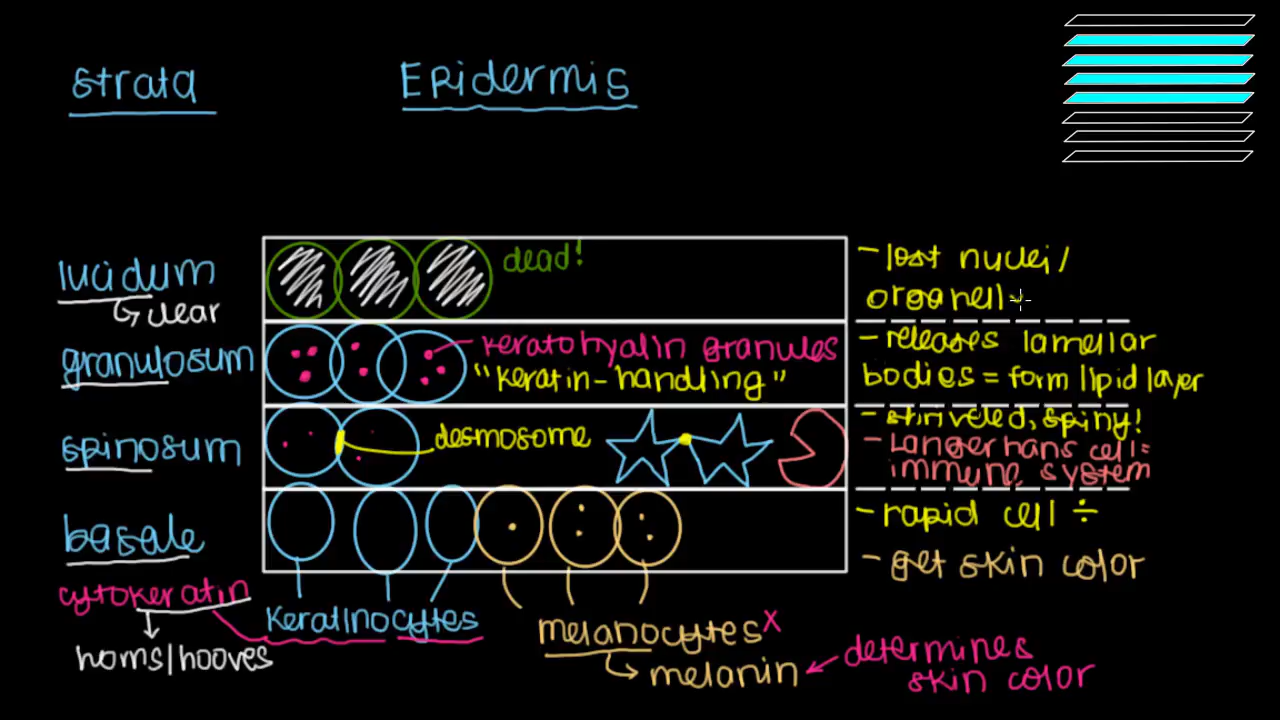 strata Epidermis
lucidum
clear
dead!
- lost nuclei/
organell
granulosum
keratohyalin granules
"keratin-handling"
- releases lamellar
bodies = form lipid layer
spinosum
desmosome
- shriveled, spiny!
- Langerhans cell =
immune system
basale
- rapid cell ÷
- get skin color
cytokeratin
horns/hooves
keratinocytes
melanocytes x
melanin
determines
skin color